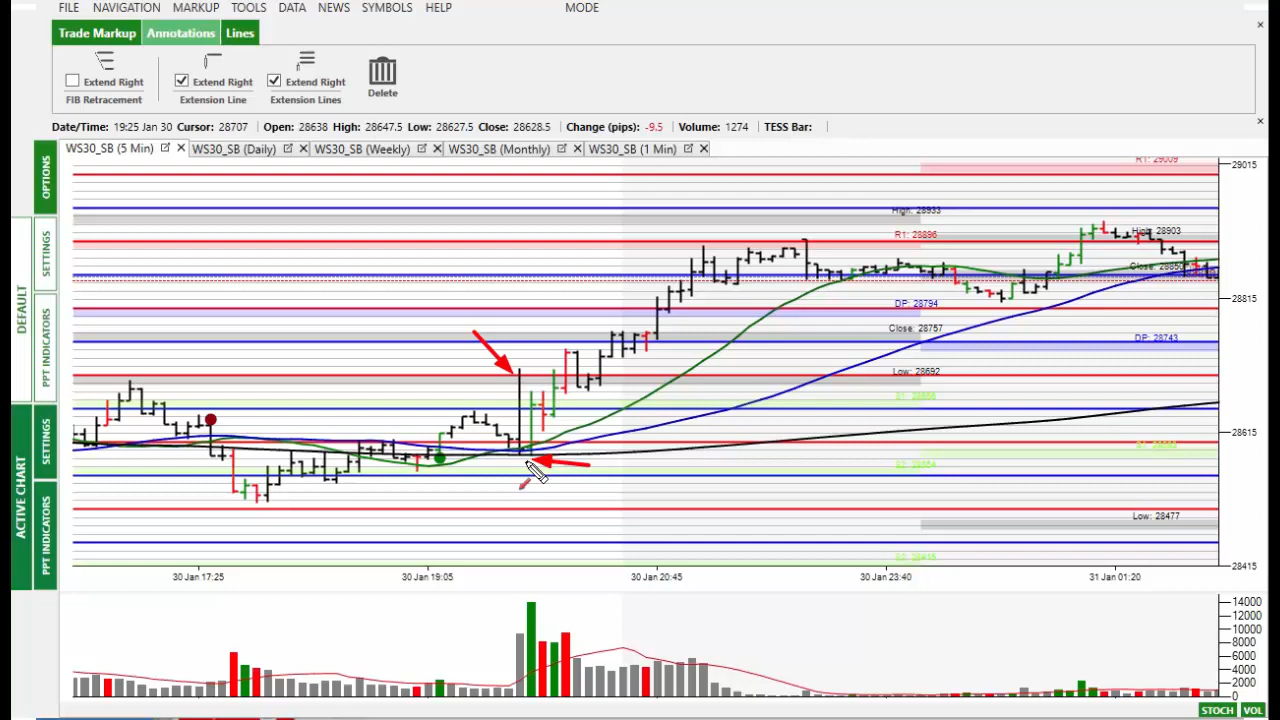 FILE NAVIGATION MARKUP TOOLS DATA NEWS SYMBOLS HELP MODE
Trade Markup Annotations Lines
Extend Right Extend Right Extend Right
FIB Retracement Extension Line Extension Lines Delete
Date/Time: 19:25 Jan 30 Cursor: 28707 Open: 28638 High: 28647.5 Low: 28627.5 Close: 28628.5 Change (pips): -9.5 Volume: 1274 TESS Bar:
WS30_SB (5 Min) WS30_SB (Daily) WS30_SB (Weekly) WS30_SB (Monthly) WS30_SB (1 Min)
OPTIONS
DEFAULT
SETTINGS
PPT INDICATORS
ACTIVE CHART
SETTINGS
PPT INDICATORS
R1: 29009
29015
High: 28933
R1: 28896
High: 28903
Close: 28850
28815
DP: 28794
Close: 28757
DP: 28743
Low: 28692
28615
Low: 28477
S2: 28415
28415
30 Jan 17:25 30 Jan 19:05 30 Jan 20:45 30 Jan 23:40 31 Jan 01:20
14000
12000
10000
8000
6000
4000
2000
0
STOCH VOL